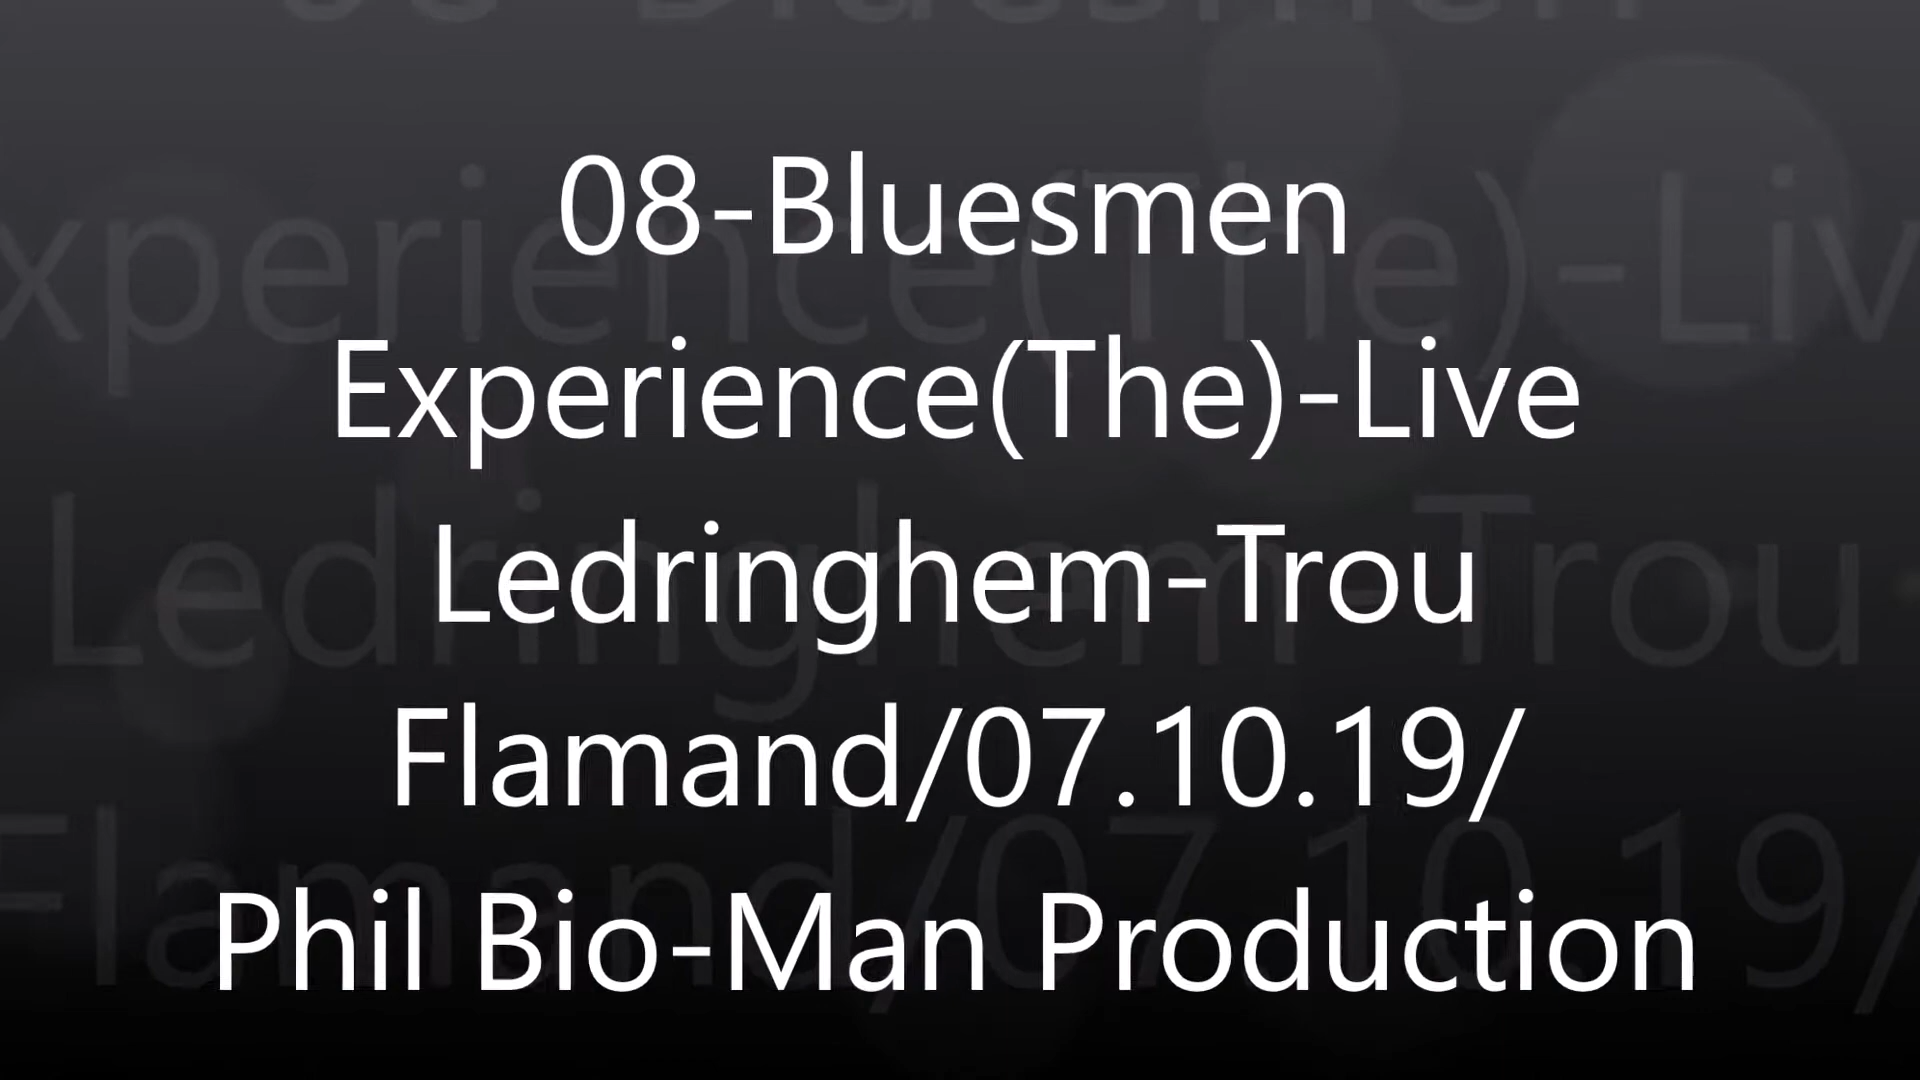 08-Bluesmen
Experience(The)-Live
Ledringhem-Trou
Flamand/07.10.19/
Phil Bio-Man Production